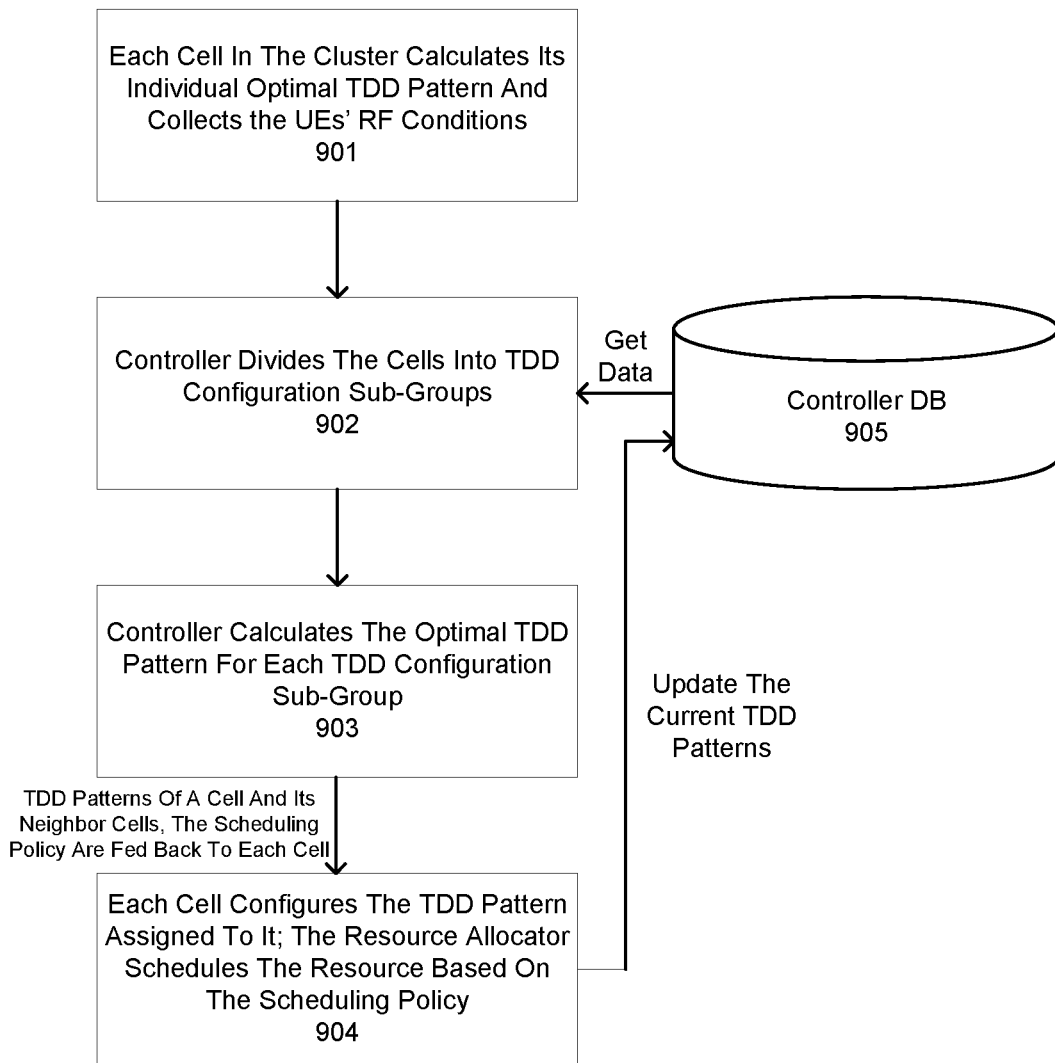 Each Cell In The Cluster Calculates Its
Individual Optimal TDD Pattern And
Collects the UEs' RF Conditions
901
Controller Divides The Cells Into TDD
Configuration Sub-Groups
902
Get
Data
Controller DB
905
Controller Calculates The Optimal TDD
Pattern For Each TDD Configuration
Sub-Group
903
Update The
Current TDD
Patterns
TDD Patterns Of A Cell And Its
Neighbor Cells, The Scheduling
Policy Are Fed Back To Each Cell
Each Cell Configures The TDD Pattern
Assigned To It; The Resource Allocator
Schedules The Resource Based On
The Scheduling Policy
904